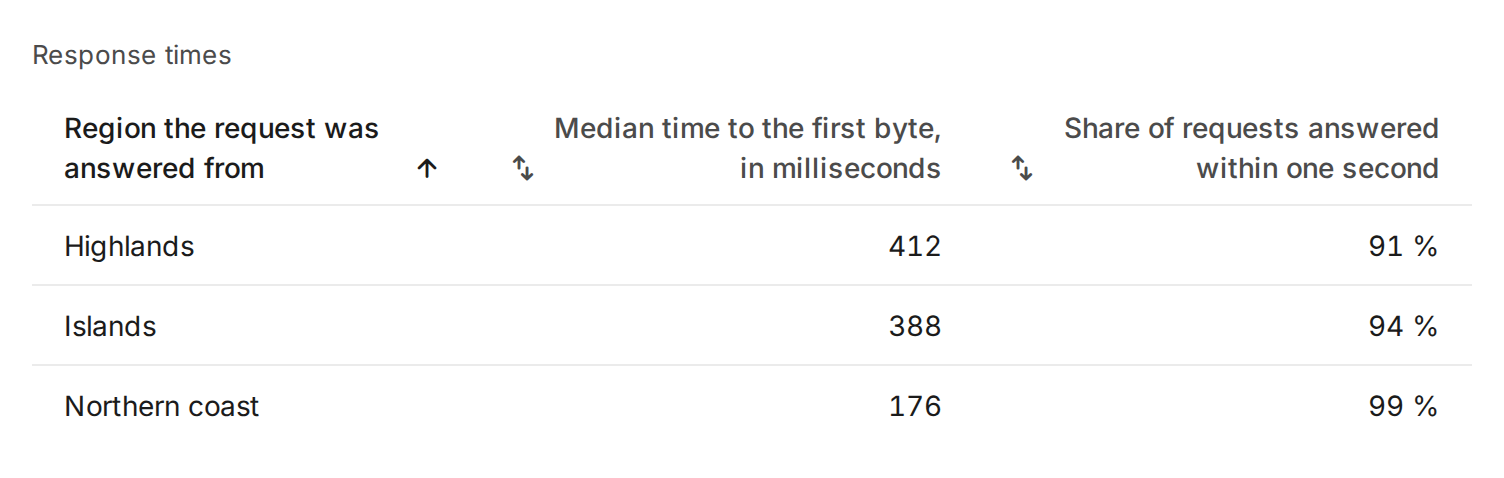 Response times
Region the request was
answered from
Median time to the first byte,
in milliseconds
Share of requests answered
within one second
Highlands 412 91 %
Islands 388 94 %
Northern coast 176 99 %